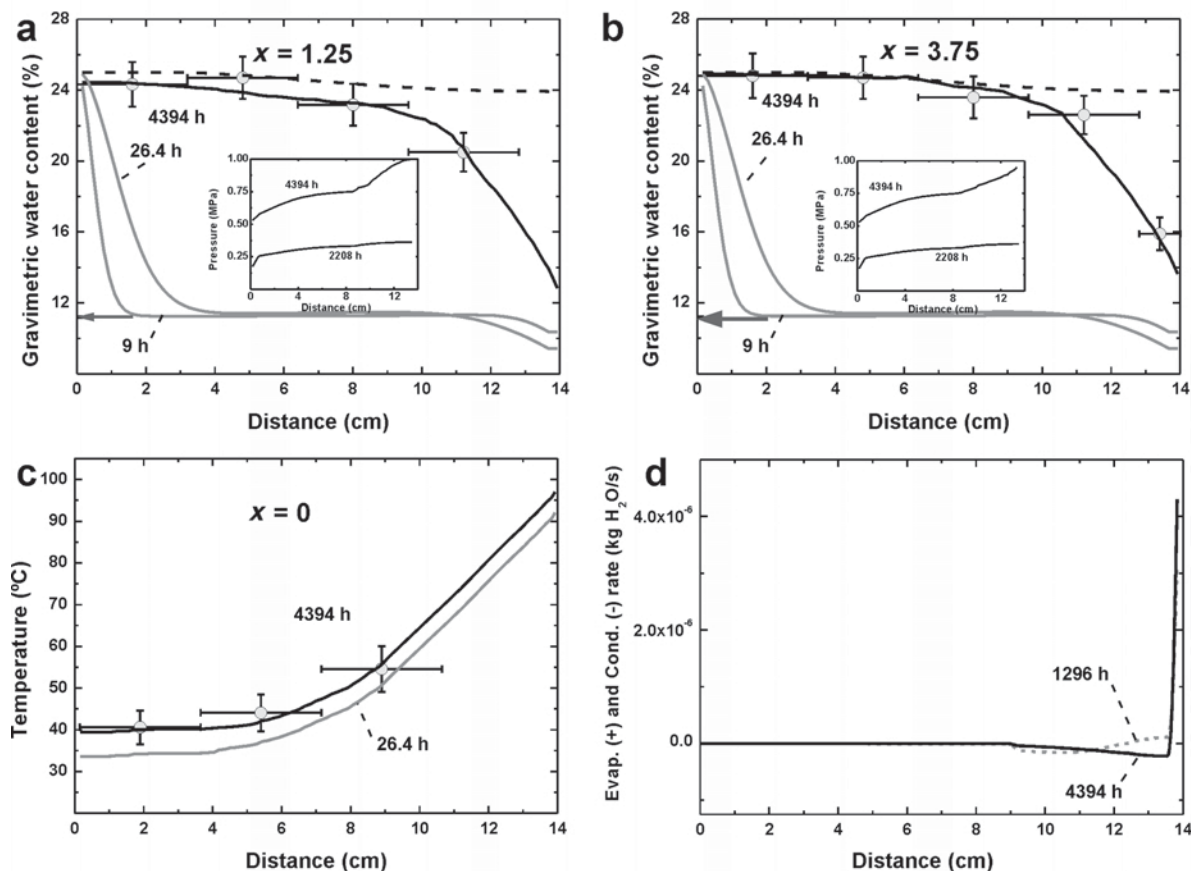 a
x = 1.25
Gravimetric water content (%)
28
24
20
16
12
4394 h
26.4 h
9 h
Pressure (MPa)
1.00
0.75
0.50
0.25
4394 h
2208 h
0 4 8 12
Distance (cm)
0 2 4 6 8 10 12 14
Distance (cm)
b
x = 3.75
Gravimetric water content (%)
28
24
20
16
12
4394 h
26.4 h
9 h
Pressure (MPa)
1.00
0.75
0.50
0.25
4394 h
2208 h
0 4 8 12
Distance (cm)
0 2 4 6 8 10 12 14
Distance (cm)
c
x = 0
Temperature (ºC)
100
90
80
70
60
50
40
30
20
4394 h
26.4 h
0 2 4 6 8 10 12 14
Distance (cm)
d
Evap. (+) and Cond. (-) rate (kg H2O/s)
4.0x10-6
2.0x10-6
0.0
1296 h
4394 h
0 2 4 6 8 10 12 14
Distance (cm)